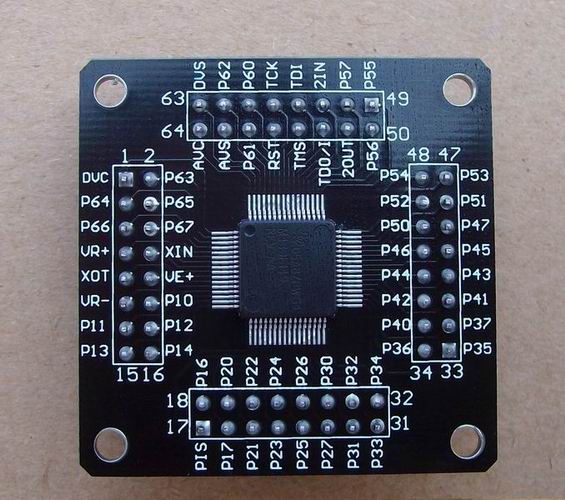 DVS P62 P60 TCK TDI 2IN P57 P55
63 49
64 50
AVC AVS P61 RST TMS TDO/I 2OUT P56
1 2
DVC P63
P64 P65
P66 P67
VR+ XIN
XOT VE+
VR- P10
P11 P12
P13 P14
15 16
48 47
P54 P53
P52 P51
P50 P47
P46 P45
P44 P43
P42 P41
P40 P37
P36 P35
34 33
P16 P20 P22 P24 P26 P30 P32 P34
18 32
17 31
PIS P17 P21 P23 P25 P27 P31 P33